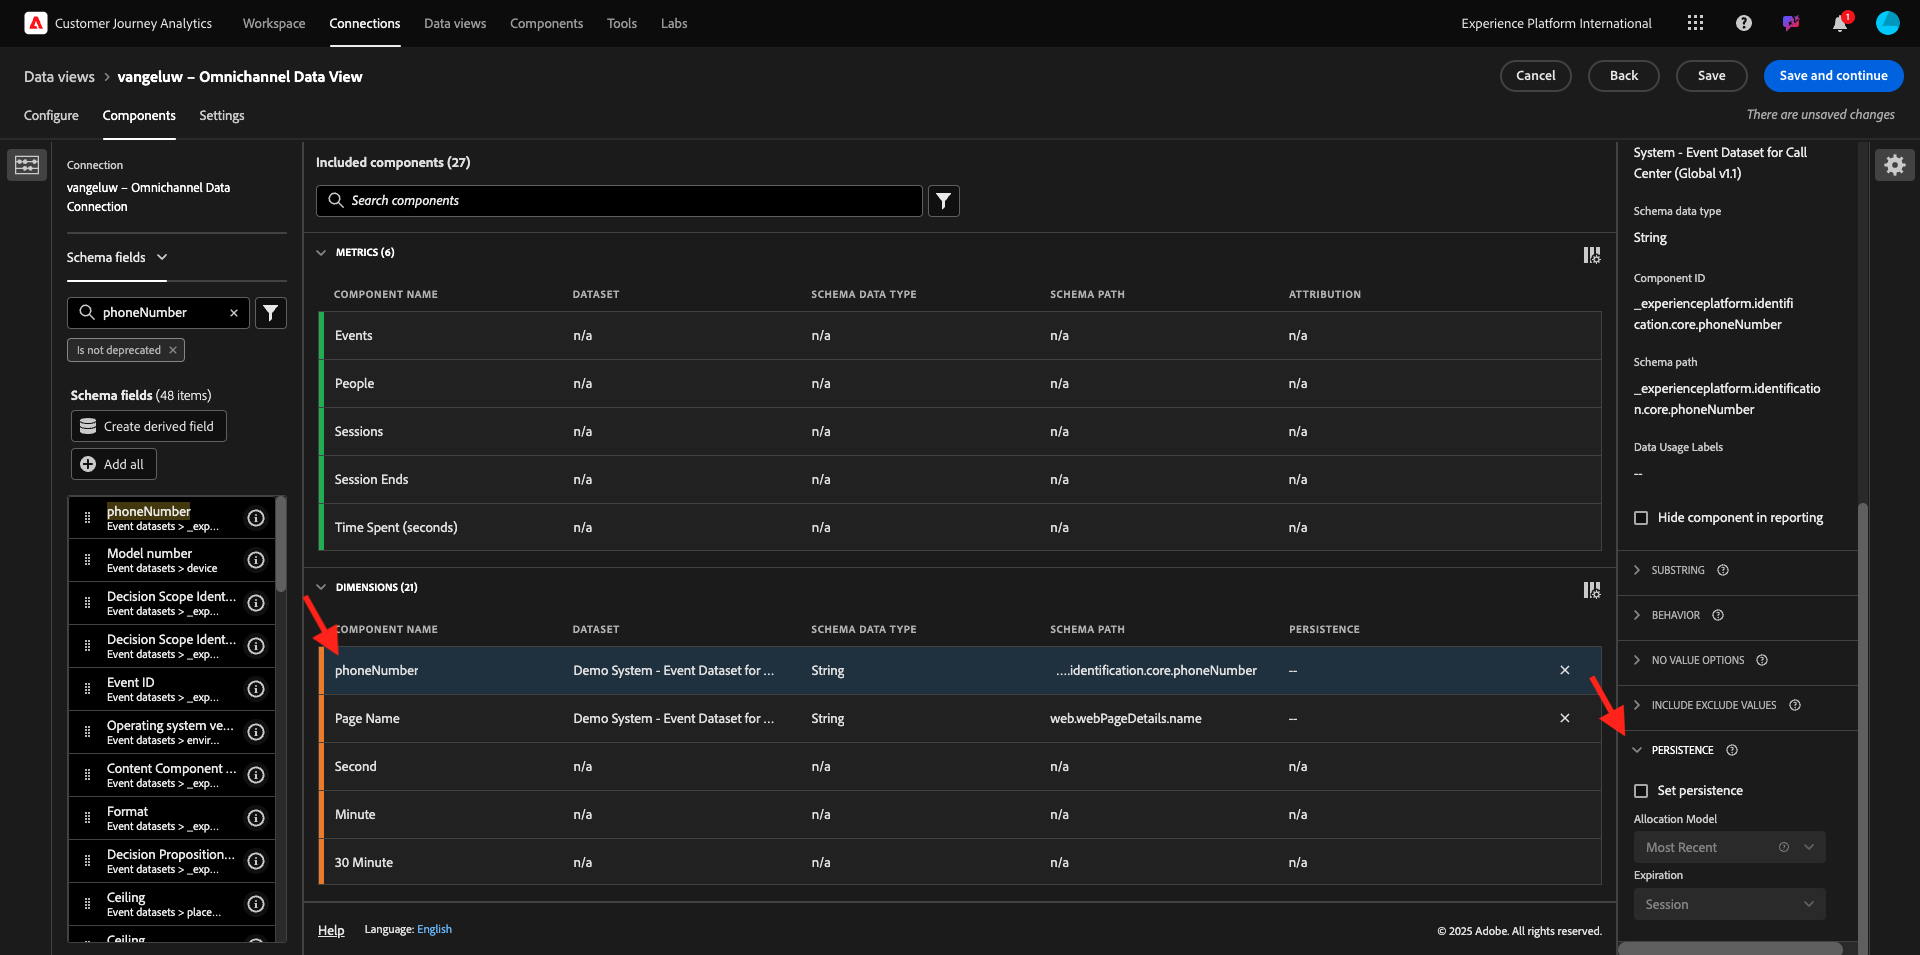 Customer Journey Analytics
Workspace
Connections
Data views
Components
Tools
Labs
Experience Platform International
1
Data views > vangeluw – Omnichannel Data View
Cancel
Back
Save
Save and continue
Configure
Components
Settings
There are unsaved changes
Connection
vangeluw – Omnichannel Data
Connection
Schema fields
phoneNumber
Is not deprecated
Schema fields (48 items)
Create derived field
Add all
phoneNumber
Event datasets > _exp...
Model number
Event datasets > device
Decision Scope Ident...
Event datasets > _exp...
Decision Scope Ident...
Event datasets > _exp...
Event ID
Event datasets > _exp...
Operating system ve...
Event datasets > envir...
Content Component ...
Event datasets > _exp...
Format
Event datasets > _exp...
Decision Proposition...
Event datasets > _exp...
Ceiling
Event datasets > place...
Ceiling
Included components (27)
Search components
METRICS (6)
COMPONENT NAME DATASET SCHEMA DATA TYPE SCHEMA PATH ATTRIBUTION
Events n/a n/a n/a n/a
People n/a n/a n/a n/a
Sessions n/a n/a n/a n/a
Session Ends n/a n/a n/a n/a
Time Spent (seconds) n/a n/a n/a n/a
DIMENSIONS (21)
COMPONENT NAME DATASET SCHEMA DATA TYPE SCHEMA PATH PERSISTENCE
phoneNumber Demo System - Event Dataset for ... String ....identification.core.phoneNumber --
Page Name Demo System - Event Dataset for ... String web.webPageDetails.name --
Second n/a n/a n/a n/a
Minute n/a n/a n/a n/a
30 Minute n/a n/a n/a n/a
Help
Language: English
© 2025 Adobe. All rights reserved.
System - Event Dataset for Call
Center (Global v1.1)
Schema data type
String
Component ID
_experienceplatform.identifi
cation.core.phoneNumber
Schema path
_experienceplatform.identificatio
n.core.phoneNumber
Data Usage Labels
--
Hide component in reporting
SUBSTRING
BEHAVIOR
NO VALUE OPTIONS
INCLUDE EXCLUDE VALUES
PERSISTENCE
Set persistence
Allocation Model
Most Recent
Expiration
Session